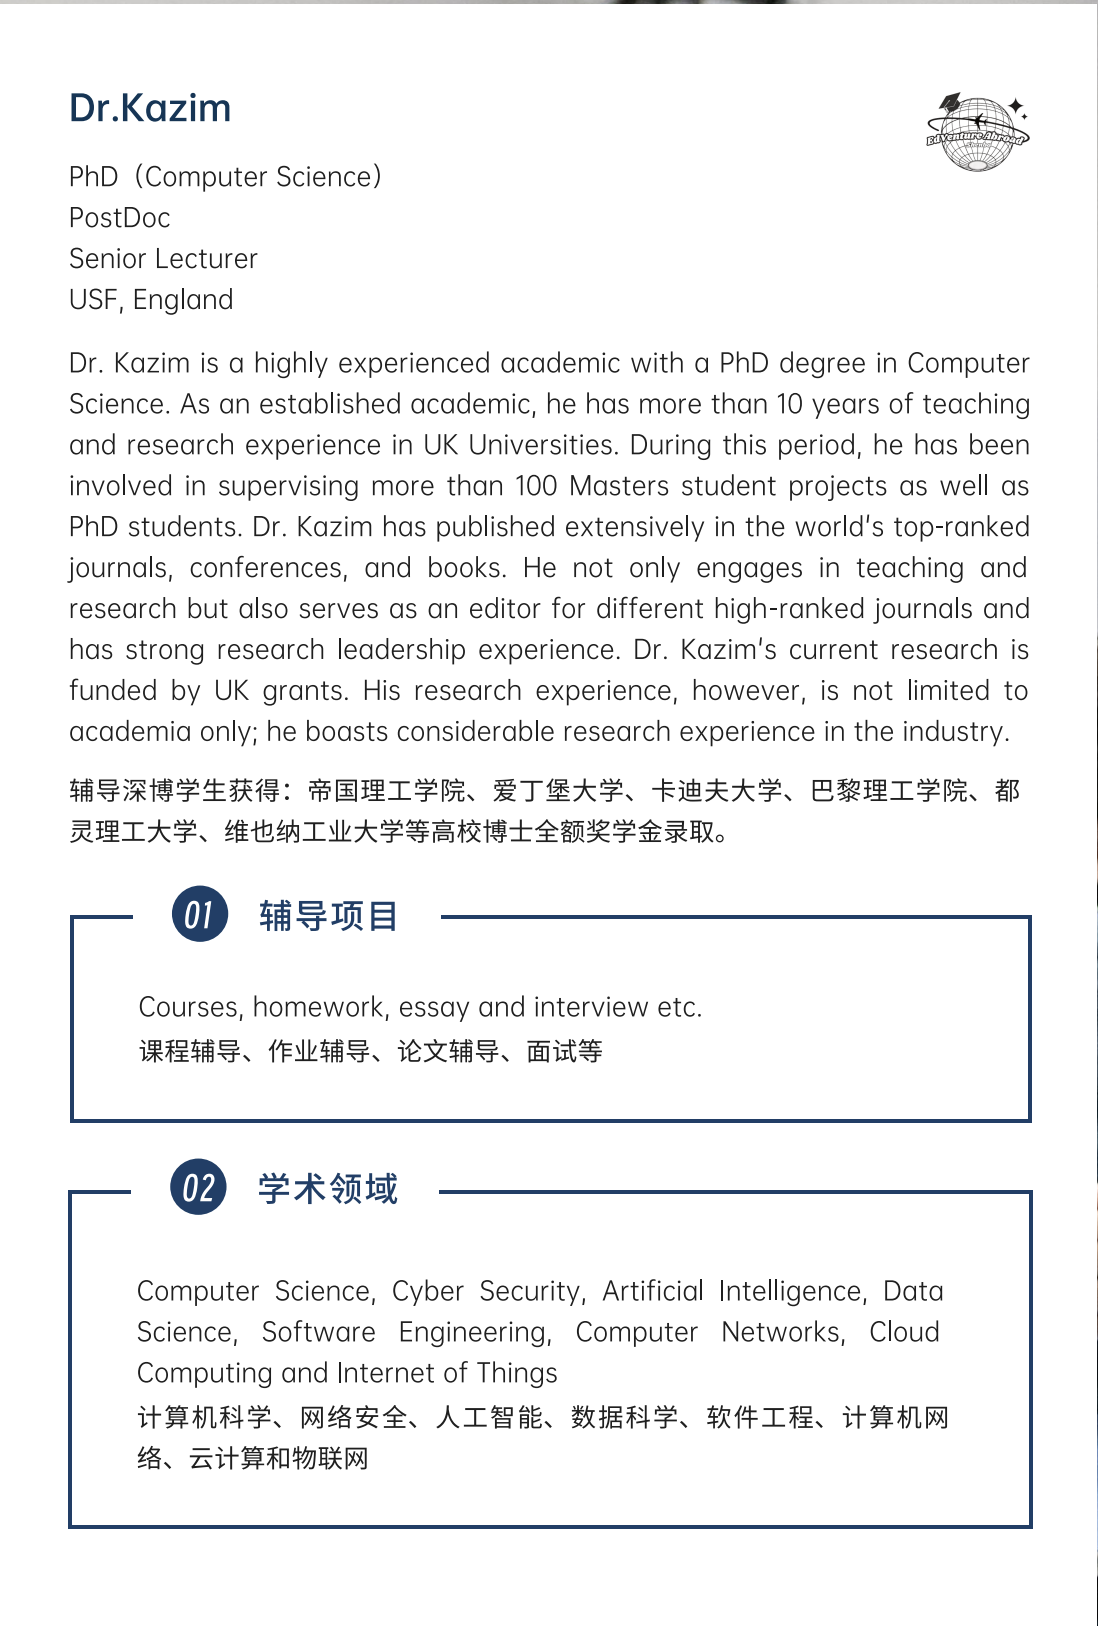 Dr.Kazim
EdVenture Abroad
PhD（Computer Science）
PostDoc
Senior Lecturer
USF, England
Dr. Kazim is a highly experienced academic with a PhD degree in Computer
Science. As an established academic, he has more than 10 years of teaching
and research experience in UK Universities. During this period, he has been
involved in supervising more than 100 Masters student projects as well as
PhD students. Dr. Kazim has published extensively in the world's top-ranked
journals, conferences, and books. He not only engages in teaching and
research but also serves as an editor for different high-ranked journals and
has strong research leadership experience. Dr. Kazim's current research is
funded by UK grants. His research experience, however, is not limited to
academia only; he boasts considerable research experience in the industry.
辅导深博学生获得：帝国理工学院、爱丁堡大学、卡迪夫大学、巴黎理工学院、都
灵理工大学、维也纳工业大学等高校博士全额奖学金录取。
01 辅导项目
Courses, homework, essay and interview etc.
课程辅导、作业辅导、论文辅导、面试等
02 学术领域
Computer Science, Cyber Security, Artificial Intelligence, Data
Science, Software Engineering, Computer Networks, Cloud
Computing and Internet of Things
计算机科学、网络安全、人工智能、数据科学、软件工程、计算机网
络、云计算和物联网